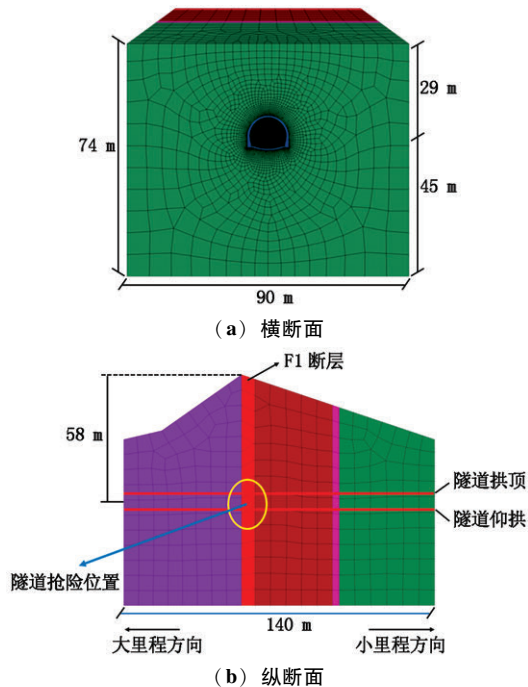 29 m
74 m
45 m
90 m
(a) 横断面
F1 断层
58 m
隧道拱顶
隧道仰拱
隧道抢险位置
140 m
大里程方向
小里程方向
(b) 纵断面